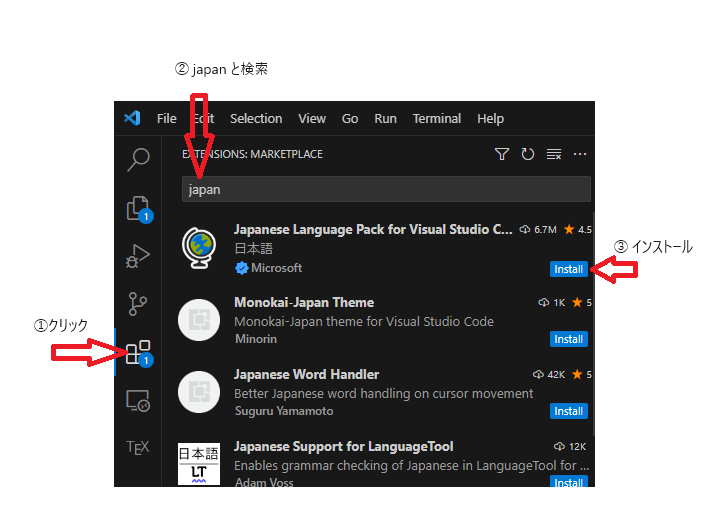 ② japan と検索
File Edit Selection View Go Run Terminal Help
EXTENSIONS: MARKETPLACE
japan
Japanese Language Pack for Visual Studio C... 6.7M ★ 4.5
日本語
Microsoft Install
③ インストール
Monokai-Japan Theme 1K ★ 5
Monokai-Japan theme for Visual Studio Code
Minorin Install
①クリック
1
1
Japanese Word Handler 42K ★ 5
Better Japanese word handling on cursor movement
Suguru Yamamoto Install
TEX
日本語
LT
Japanese Support for LanguageTool 12K
Enables grammar checking of Japanese in LanguageTool for ...
Adam Voss Install